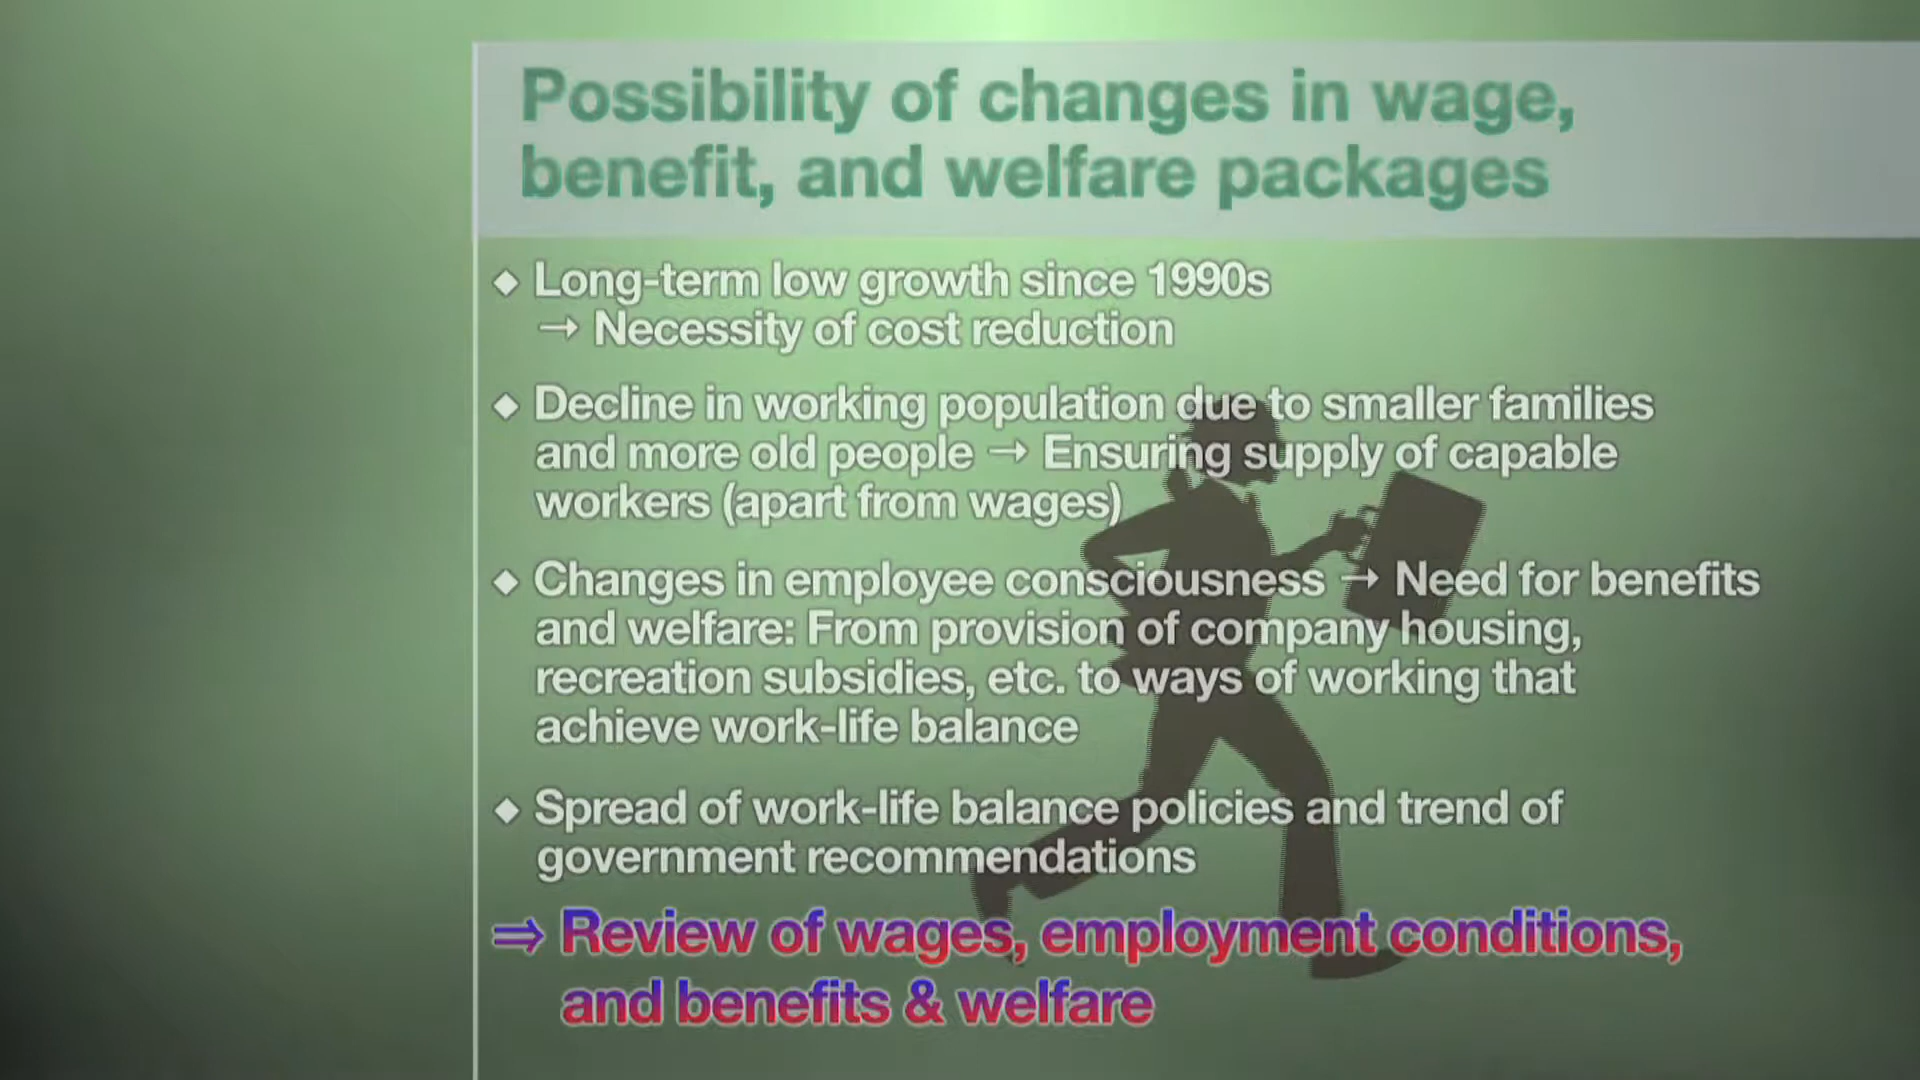 Possibility of changes in wage,
benefit, and welfare packages
◆ Long-term low growth since 1990s
→ Necessity of cost reduction
◆ Decline in working population due to smaller families
and more old people → Ensuring supply of capable
workers (apart from wages)
◆ Changes in employee consciousness → Need for benefits
and welfare: From provision of company housing,
recreation subsidies, etc. to ways of working that
achieve work-life balance
◆ Spread of work-life balance policies and trend of
government recommendations
⇒ Review of wages, employment conditions,
and benefits & welfare